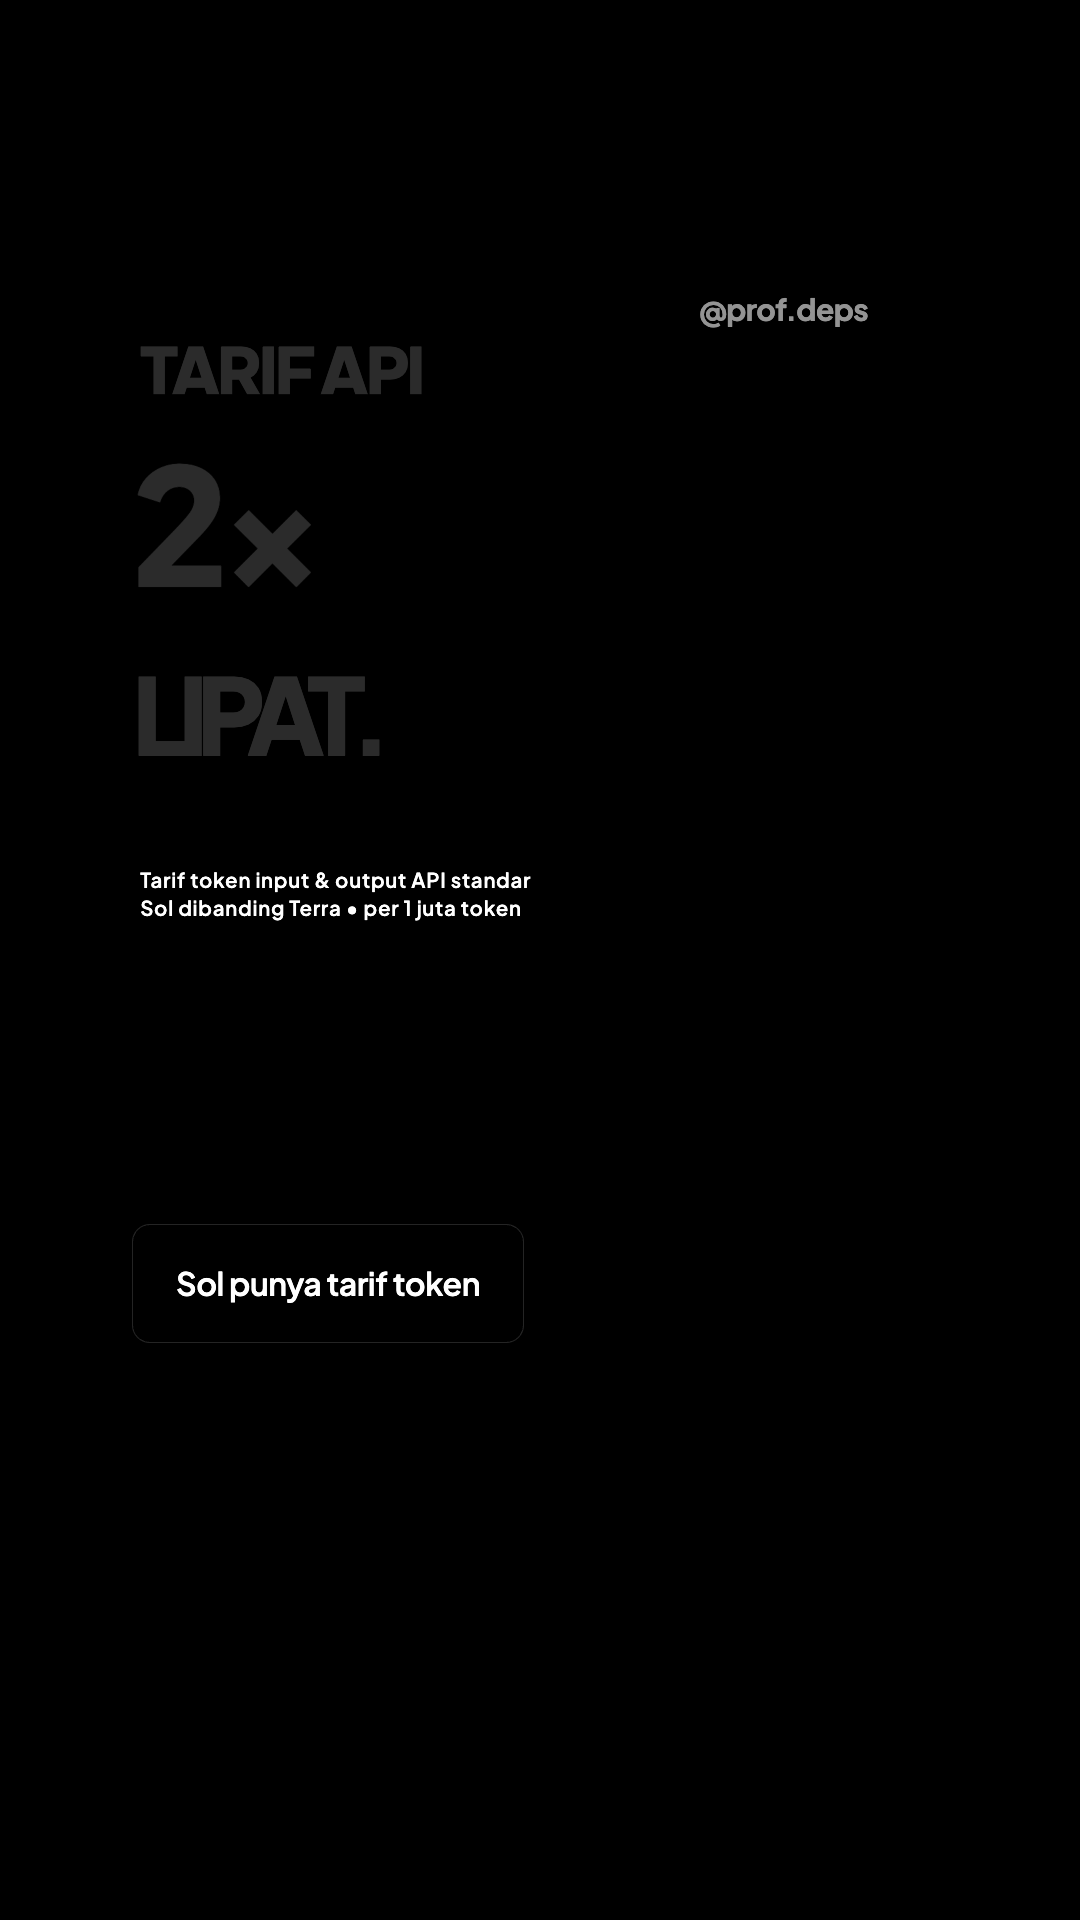 @prof.deps
TARIF API
2×
LIPAT.
Tarif token input & output API standar
Sol dibanding Terra • per 1 juta token
Sol punya tarif token